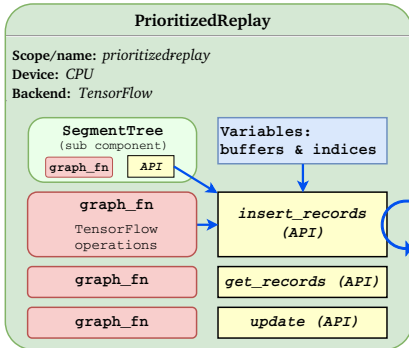 PrioritizedReplay
Scope/name: prioritizedreplay
Device: CPU
Backend: TensorFlow
SegmentTree
(sub component)
graph_fn
API
Variables:
buffers & indices
graph_fn
TensorFlow
operations
insert_records
(API)
graph_fn
get_records (API)
graph_fn
update (API)